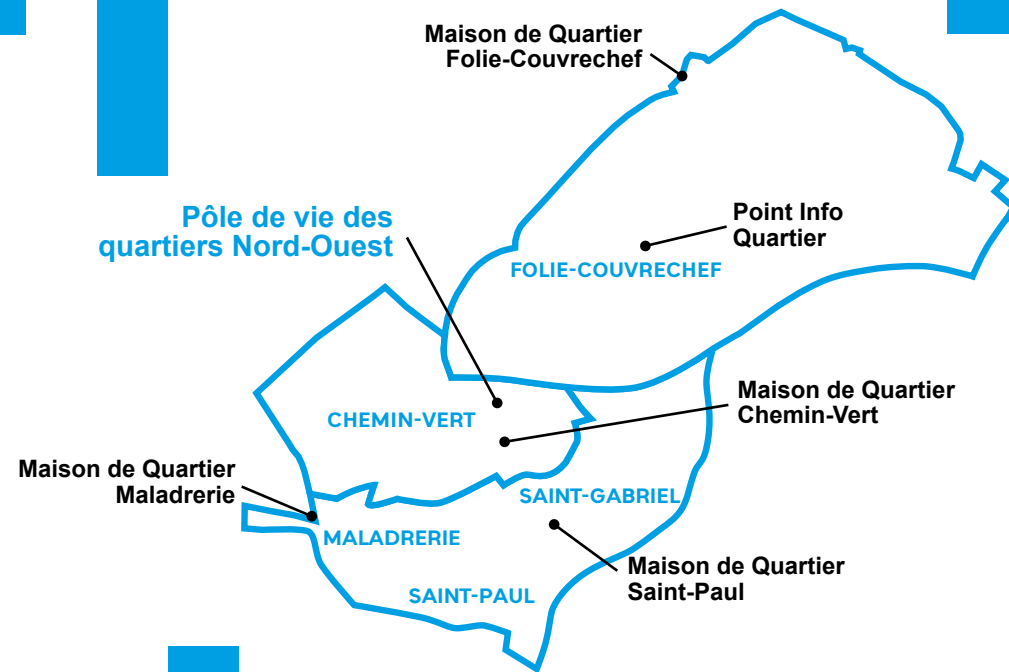 Maison de Quartier
Folie-Couvrechef
Pôle de vie des
quartiers Nord-Ouest
Point Info
Quartier
FOLIE-COUVRECHEF
Maison de Quartier
Chemin-Vert
CHEMIN-VERT
Maison de Quartier
Maladrerie
SAINT-GABRIEL
MALADRERIE
Maison de Quartier
Saint-Paul
SAINT-PAUL